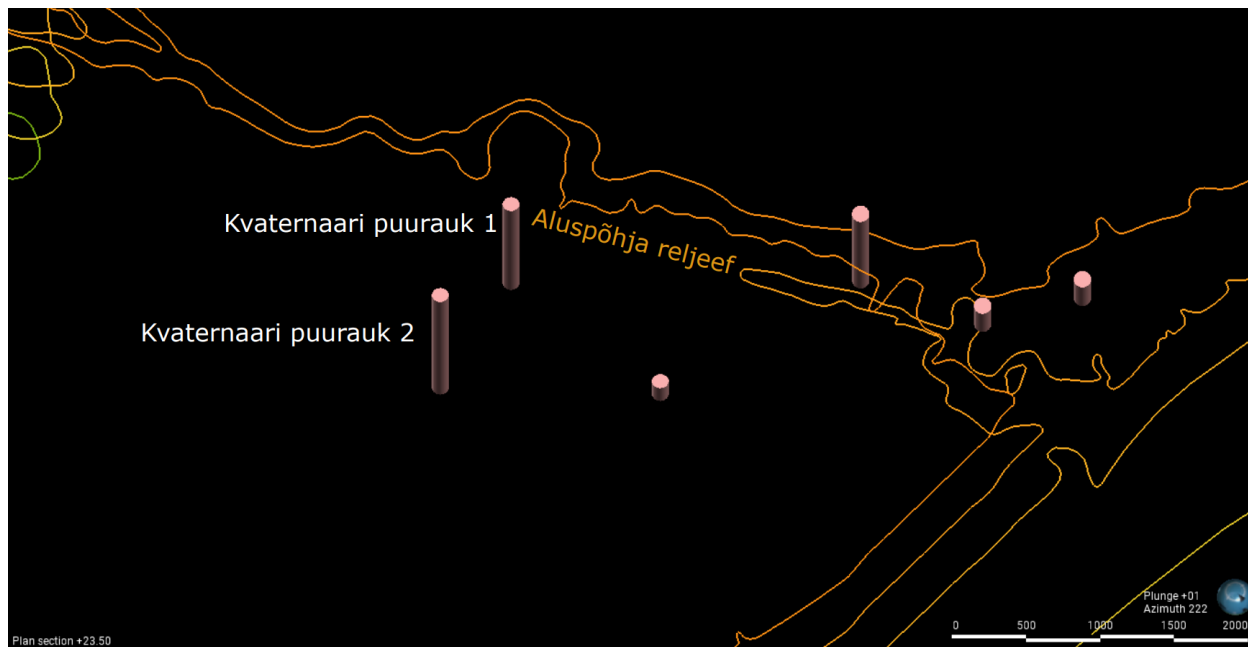 Kvaternaari puurauk 1
Aluspõhja reljeef
Kvaternaari puurauk 2
Plunge +01
Azimuth 222
0 500 1000 1500 2000
Plan section +23.50